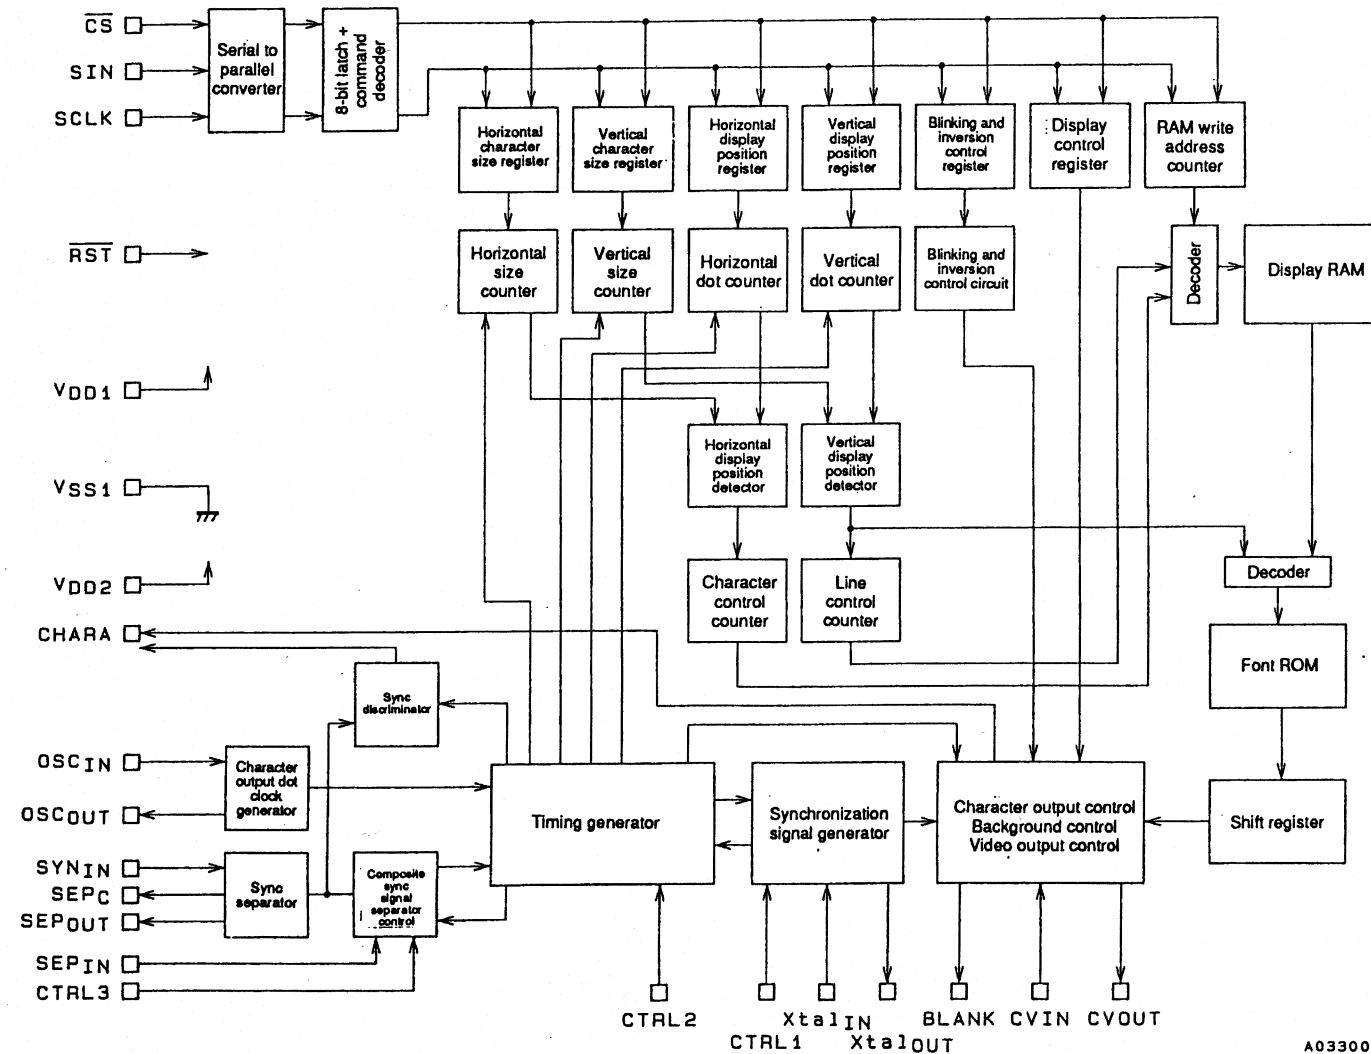 CS
SIN
SCLK
Serial to
parallel
converter
8-bit latch +
command
decoder
Horizontal
character
size register
Vertical
character
size register
Horizontal
display
position
register
Vertical
display
position
register
Blinking and
inversion
control
register
Display
control
register
RAM write
address
counter
RST
Horizontal
size
counter
Vertical
size
counter
Horizontal
dot counter
Vertical
dot counter
Blinking and
inversion
control circuit
Decoder
Display RAM
VDD1
Horizontal
display
position
detector
Vertical
display
position
detector
VSS1
VDD2
Character
control
counter
Line
control
counter
Decoder
CHARA
Font ROM
Sync
discriminator
OSCIN
OSCOUT
Character
output dot
clock
generator
Timing generator
Synchronization
signal generator
Character output control
Background control
Video output control
Shift register
SYNIN
SEPC
SEPOUT
Sync
separator
Composite
sync
signal
separator
control
SEPIN
CTRL3
CTRL2
CTRL1
XtalIN
XtalOUT
BLANK
CVIN
CVOUT
A03300